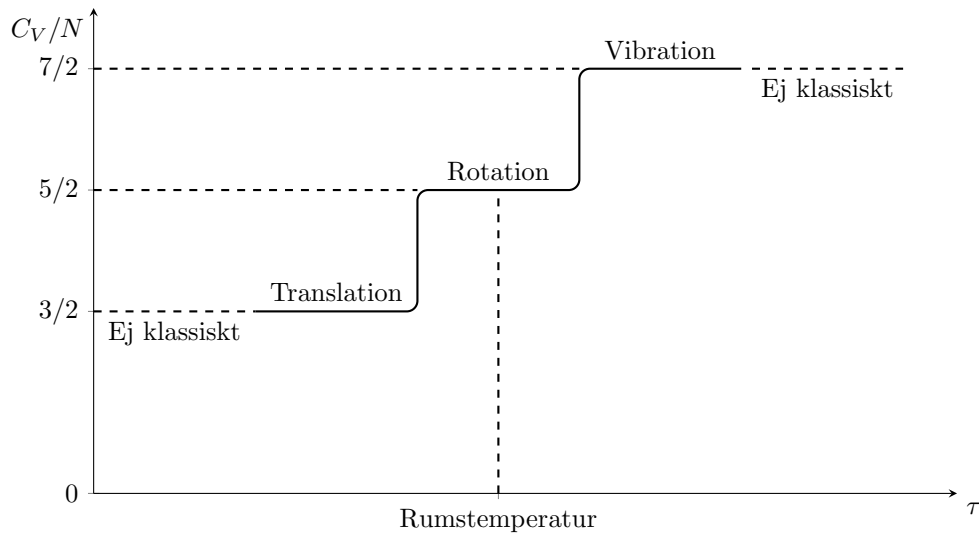 C_V/N
7/2
Vibration
Ej klassiskt
5/2
Rotation
3/2
Translation
Ej klassiskt
0
Rumstemperatur
τ